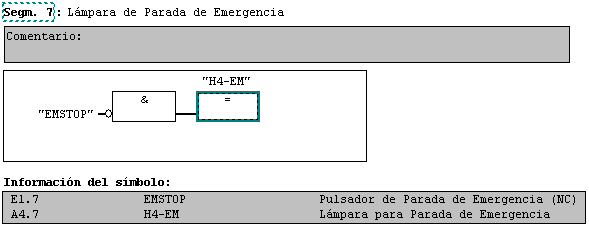 Segm. 7: Lámpara de Parada de Emergencia
Comentario:
"H4-EM"
& =
"EMSTOP"
Información del símbolo:
E1.7 EMSTOP Pulsador de Parada de Emergencia (NC)
A4.7 H4-EM Lámpara para Parada de Emergencia